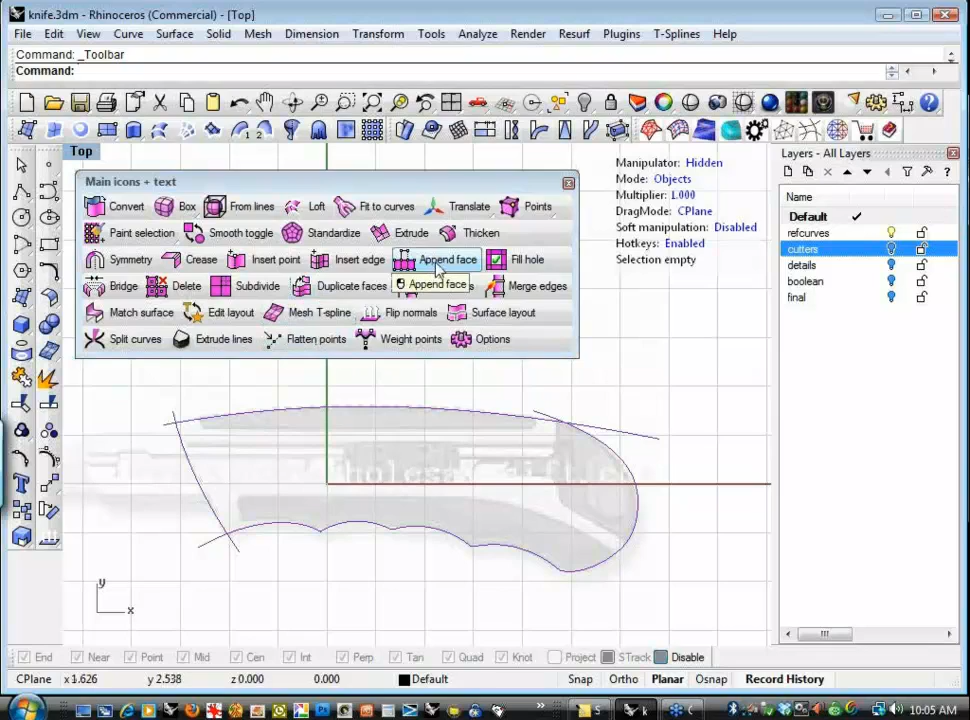 knife.3dm - Rhinoceros (Commercial) - [Top]
File Edit View Curve Surface Solid Mesh Dimension Transform Tools Analyze Render Resurf Plugins T-Splines Help
Command: _Toolbar
Command:
Top
Main icons + text
Convert Box From lines Loft Fit to curves Translate Points
Paint selection Smooth toggle Standardize Extrude Thicken
Symmetry Crease Insert point Insert edge Append face Fill hole
Append face
Bridge Delete Subdivide Duplicate faces Merge edges
Match surface Edit layout Mesh T-spline Flip normals Surface layout
Split curves Extrude lines Flatten points Weight points Options
Manipulator: Hidden
Mode: Objects
Multiplier: 1.000
DragMode: CPlane
Soft manipulation: Disabled
Hotkeys: Enabled
Selection empty
Layers - All Layers
Name
Default
refcurves
cutters
details
boolean
final
y
x
End Near Point Mid Cen Int Perp Tan Quad Knot Project STrack Disable
CPlane x 1.626 y 2.538 z 0.000 0.000 Default Snap Ortho Planar Osnap Record History
S k C 10:05 AM